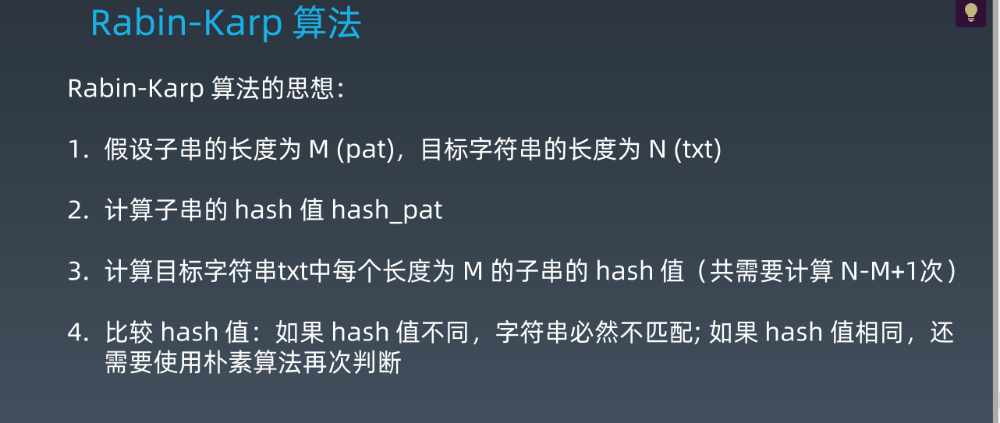 Rabin-Karp 算法
Rabin-Karp 算法的思想：
1. 假设子串的长度为 M (pat)，目标字符串的长度为 N (txt)
2. 计算子串的 hash 值 hash_pat
3. 计算目标字符串txt中每个长度为 M 的子串的 hash 值（共需要计算 N-M+1次）
4. 比较 hash 值：如果 hash 值不同，字符串必然不匹配; 如果 hash 值相同，还
需要使用朴素算法再次判断